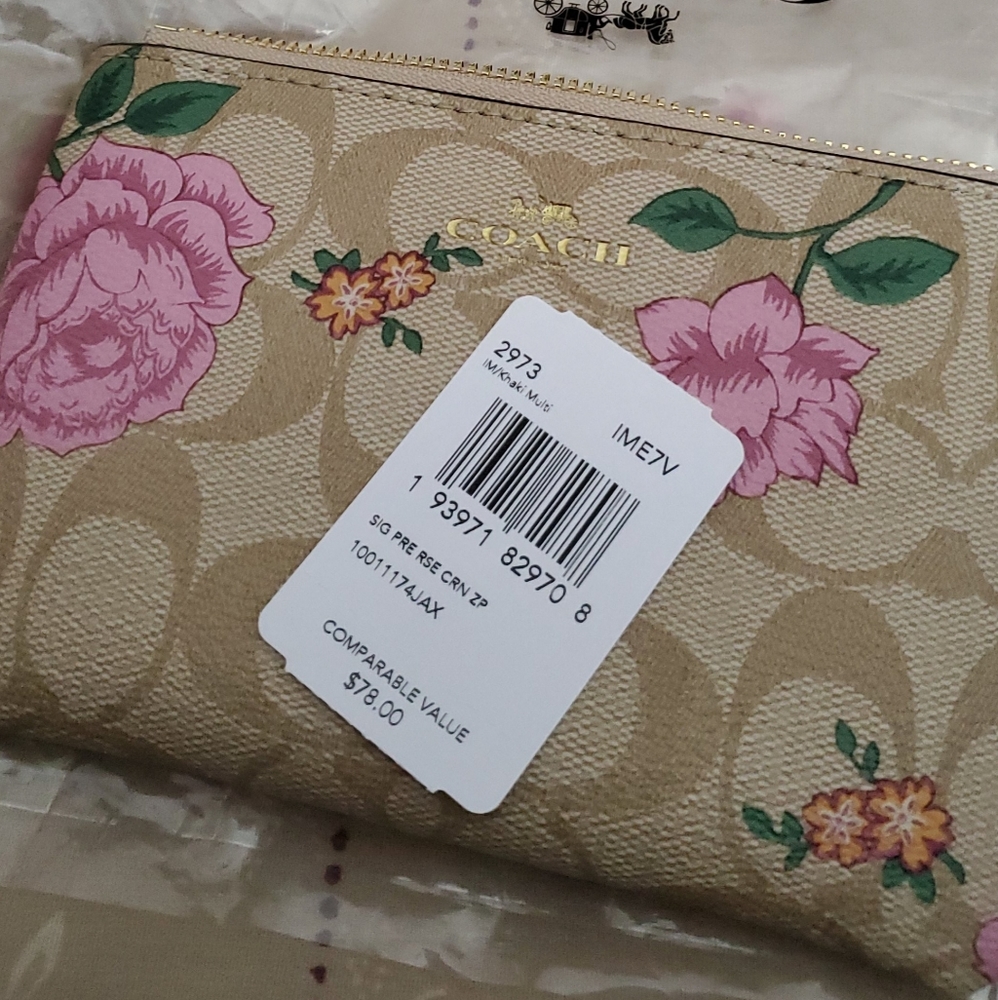 COACH
2973
IM/Khaki Multi
IME7V
1 93971 82970 8
SIG PRE RSE CRN ZP
10011174JAX
COMPARABLE VALUE
$78.00